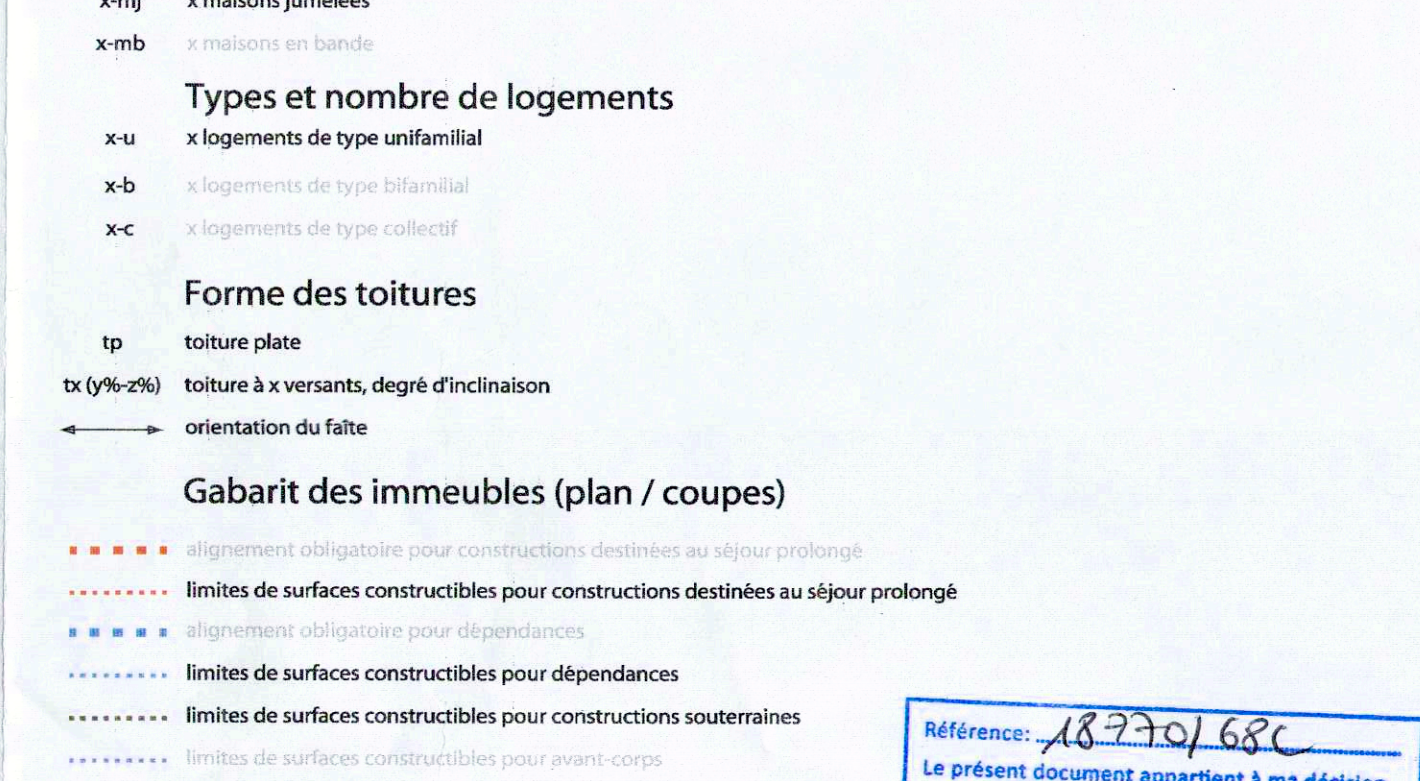 x-mj x maisons jumelées
x-mb x maisons en bande
Types et nombre de logements
x-u x logements de type unifamilial
x-b x logements de type bifamilial
x-c x logements de type collectif
Forme des toitures
tp toiture plate
tx (y%-z%) toiture à x versants, degré d'inclinaison
orientation du faîte
Gabarit des immeubles (plan / coupes)
alignement obligatoire pour constructions destinées au séjour prolongé
limites de surfaces constructibles pour constructions destinées au séjour prolongé
alignement obligatoire pour dépendances
limites de surfaces constructibles pour dépendances
limites de surfaces constructibles pour constructions souterraines
limites de surfaces constructibles pour avant-corps
Référence: 18770/68C
Le présent document appartient à ma décision